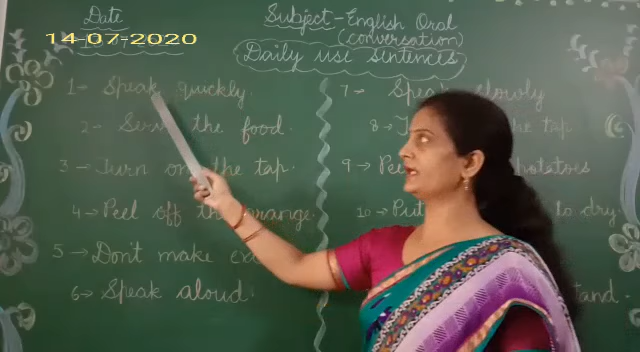 Date
14-07-2020
Subject-English Oral
(conversation)
Daily use sentences
1→ Speak quickly.
2→ the food.
3→ Turn on the tap.
4→ Peel off the orange.
5→ Don't make
6→ Speak aloud.
7→ slowly
8→ the tap
9→ potatoes
10→ Put to dry